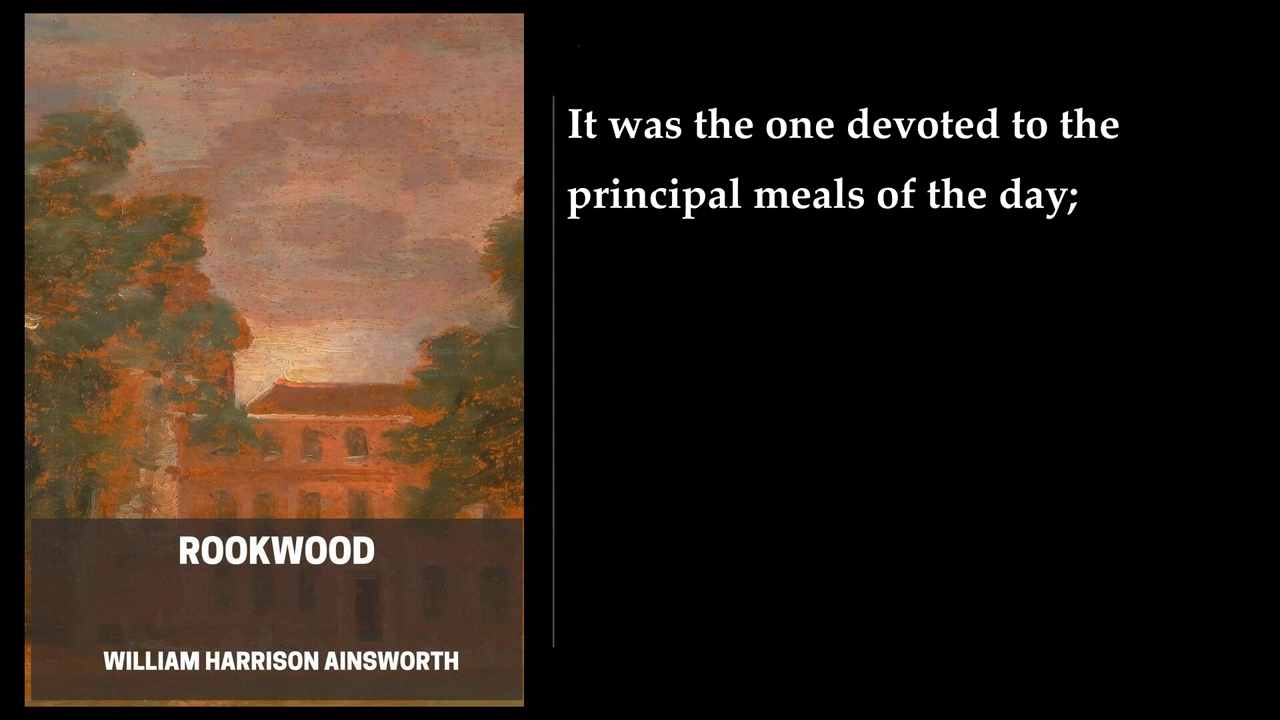 It was the one devoted to the
principal meals of the day;
ROOKWOOD
WILLIAM HARRISON AINSWORTH